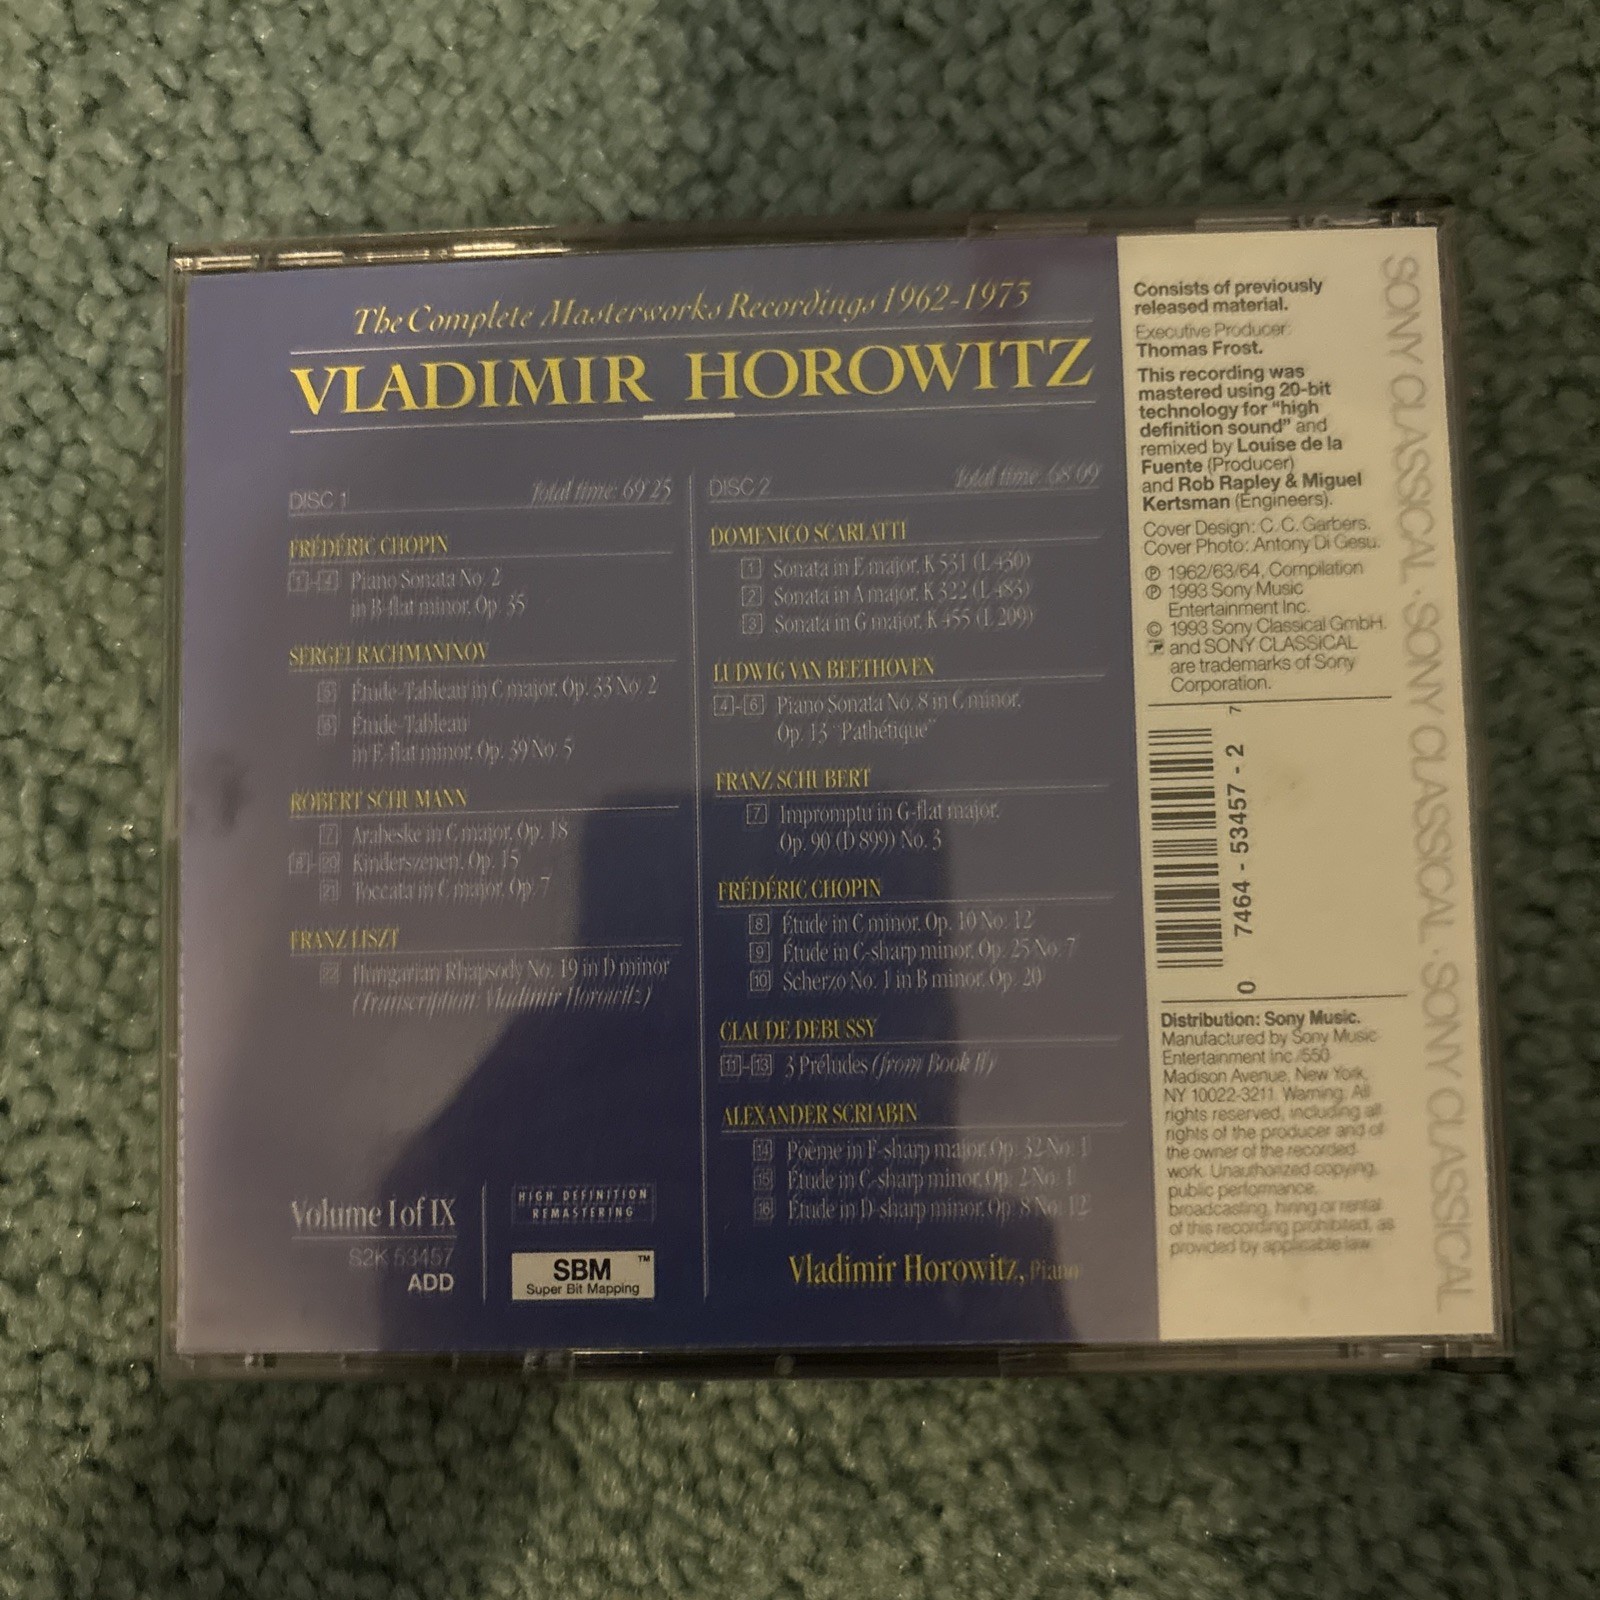 The Complete Masterworks Recordings 1962-1973
VLADIMIR HOROWITZ
DISC 1
Total time: 69'25
FRÉDÉRIC CHOPIN
1-4 Piano Sonata No. 2
in B-flat minor, Op. 35
SERGEI RACHMANINOV
5 Étude-Tableau in C major, Op. 33 No. 2
6 Étude-Tableau
in E-flat minor, Op. 39 No. 5
ROBERT SCHUMANN
7 Arabeske in C major, Op. 18
8-20 Kinderszenen, Op. 15
21 Toccata in C major, Op. 7
FRANZ LISZT
22 Hungarian Rhapsody No. 19 in D minor
(Transcription: Vladimir Horowitz)
Volume I of IX
S2K 53457
ADD
HIGH DEFINITION
REMASTERING
SBM™
Super Bit Mapping
DISC 2
Total time: 68'09
DOMENICO SCARLATTI
1 Sonata in E major, K 531 (L 430)
2 Sonata in A major, K 322 (L 483)
3 Sonata in G major, K 455 (L 209)
LUDWIG VAN BEETHOVEN
4-6 Piano Sonata No. 8 in C minor,
Op. 13 "Pathétique"
FRANZ SCHUBERT
7 Impromptu in G-flat major,
Op. 90 (D 899) No. 3
FRÉDÉRIC CHOPIN
8 Étude in C minor, Op. 10 No. 12
9 Étude in C-sharp minor, Op. 25 No. 7
10 Scherzo No. 1 in B minor, Op. 20
CLAUDE DEBUSSY
11-13 3 Préludes (from Book II)
ALEXANDER SCRIABIN
14 Poème in F-sharp major, Op. 32 No. 1
15 Étude in C-sharp minor, Op. 2 No. 1
16 Étude in D-sharp minor, Op. 8 No. 12
Vladimir Horowitz, Piano
Consists of previously
released material.
Executive Producer:
Thomas Frost.
This recording was
mastered using 20-bit
technology for "high
definition sound" and
remixed by Louise de la
Fuente (Producer)
and Rob Rapley & Miguel
Kertsman (Engineers).
Cover Design: C. C. Garbers.
Cover Photo: Antony Di Gesu.
℗ 1962/63/64, Compilation
℗ 1993 Sony Music
Entertainment Inc.
© 1993 Sony Classical GmbH.
and SONY CLASSICAL
are trademarks of Sony
Corporation.
0 7464-53457-2 7
Distribution: Sony Music.
Manufactured by Sony Music
Entertainment Inc./550
Madison Avenue, New York,
NY 10022-3211. Warning: All
rights reserved, including all
rights of the producer and of
the owner of the recorded
work. Unauthorized copying,
public performance,
broadcasting, hiring or rental
of this recording prohibited, as
provided by applicable law.
SONY CLASSICAL · SONY CLASSICAL · SONY CLASSICAL